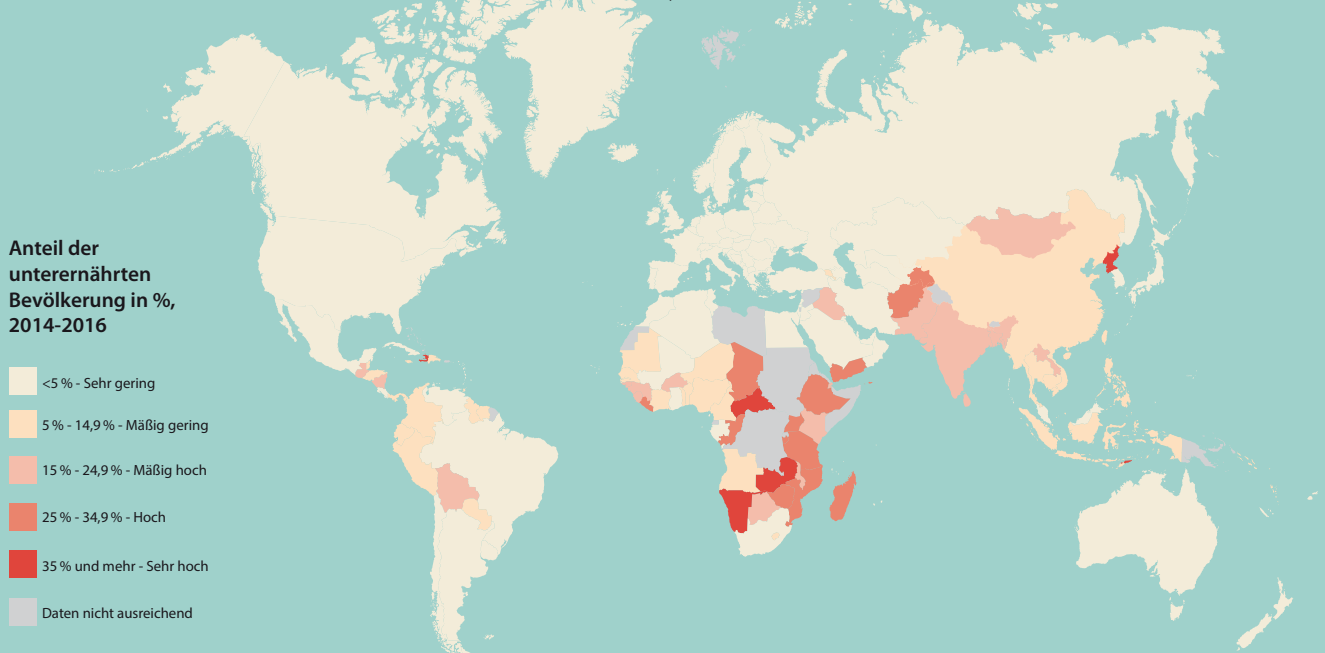 Anteil der
unterernährten
Bevölkerung in %,
2014-2016
<5 % - Sehr gering
5 % - 14,9 % - Mäßig gering
15 % - 24,9 % - Mäßig hoch
25 % - 34,9 % - Hoch
35 % und mehr - Sehr hoch
Daten nicht ausreichend